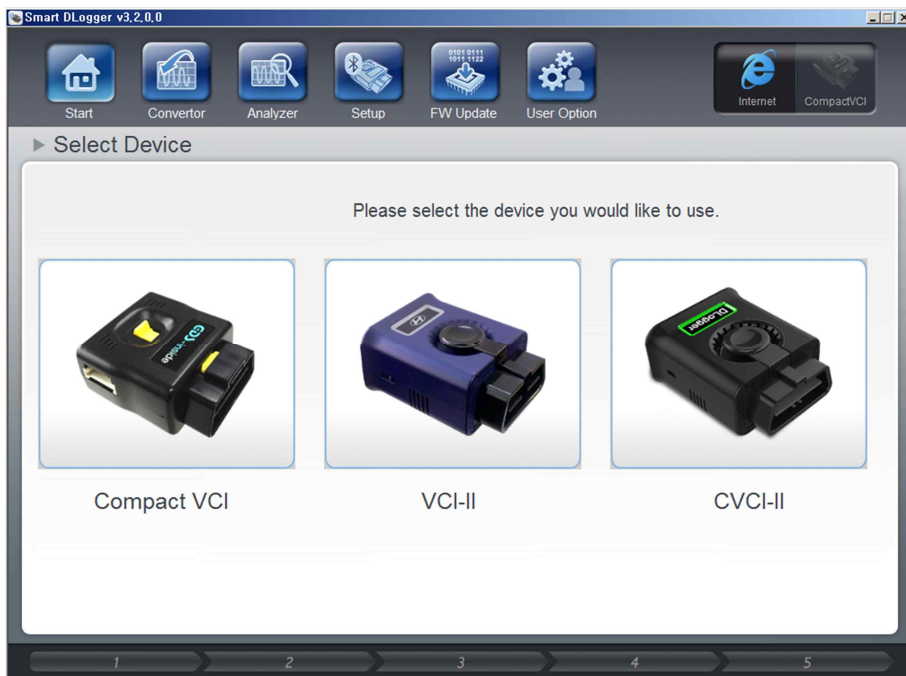 Smart DLogger v3,2,0,0
0101 0111
1011 1122
Start
Convertor
Analyzer
Setup
FW Update
User Option
Internet
CompactVCI
Select Device
Please select the device you would like to use.
GDS inside
DLogger
Compact VCI
VCI-II
CVCI-II
1
2
3
4
5